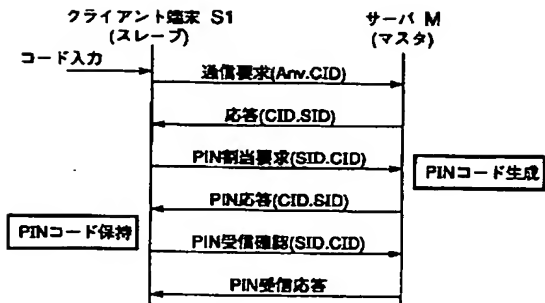 クライアント端末 S1
(スレーブ)
サーバ M
(マスタ)
コード入力
通信要求(Anv.CID)
応答(CID.SID)
PIN割当要求(SID.CID)
PINコード生成
PIN応答(CID.SID)
PINコード保持
PIN受信確認(SID.CID)
PIN受信応答